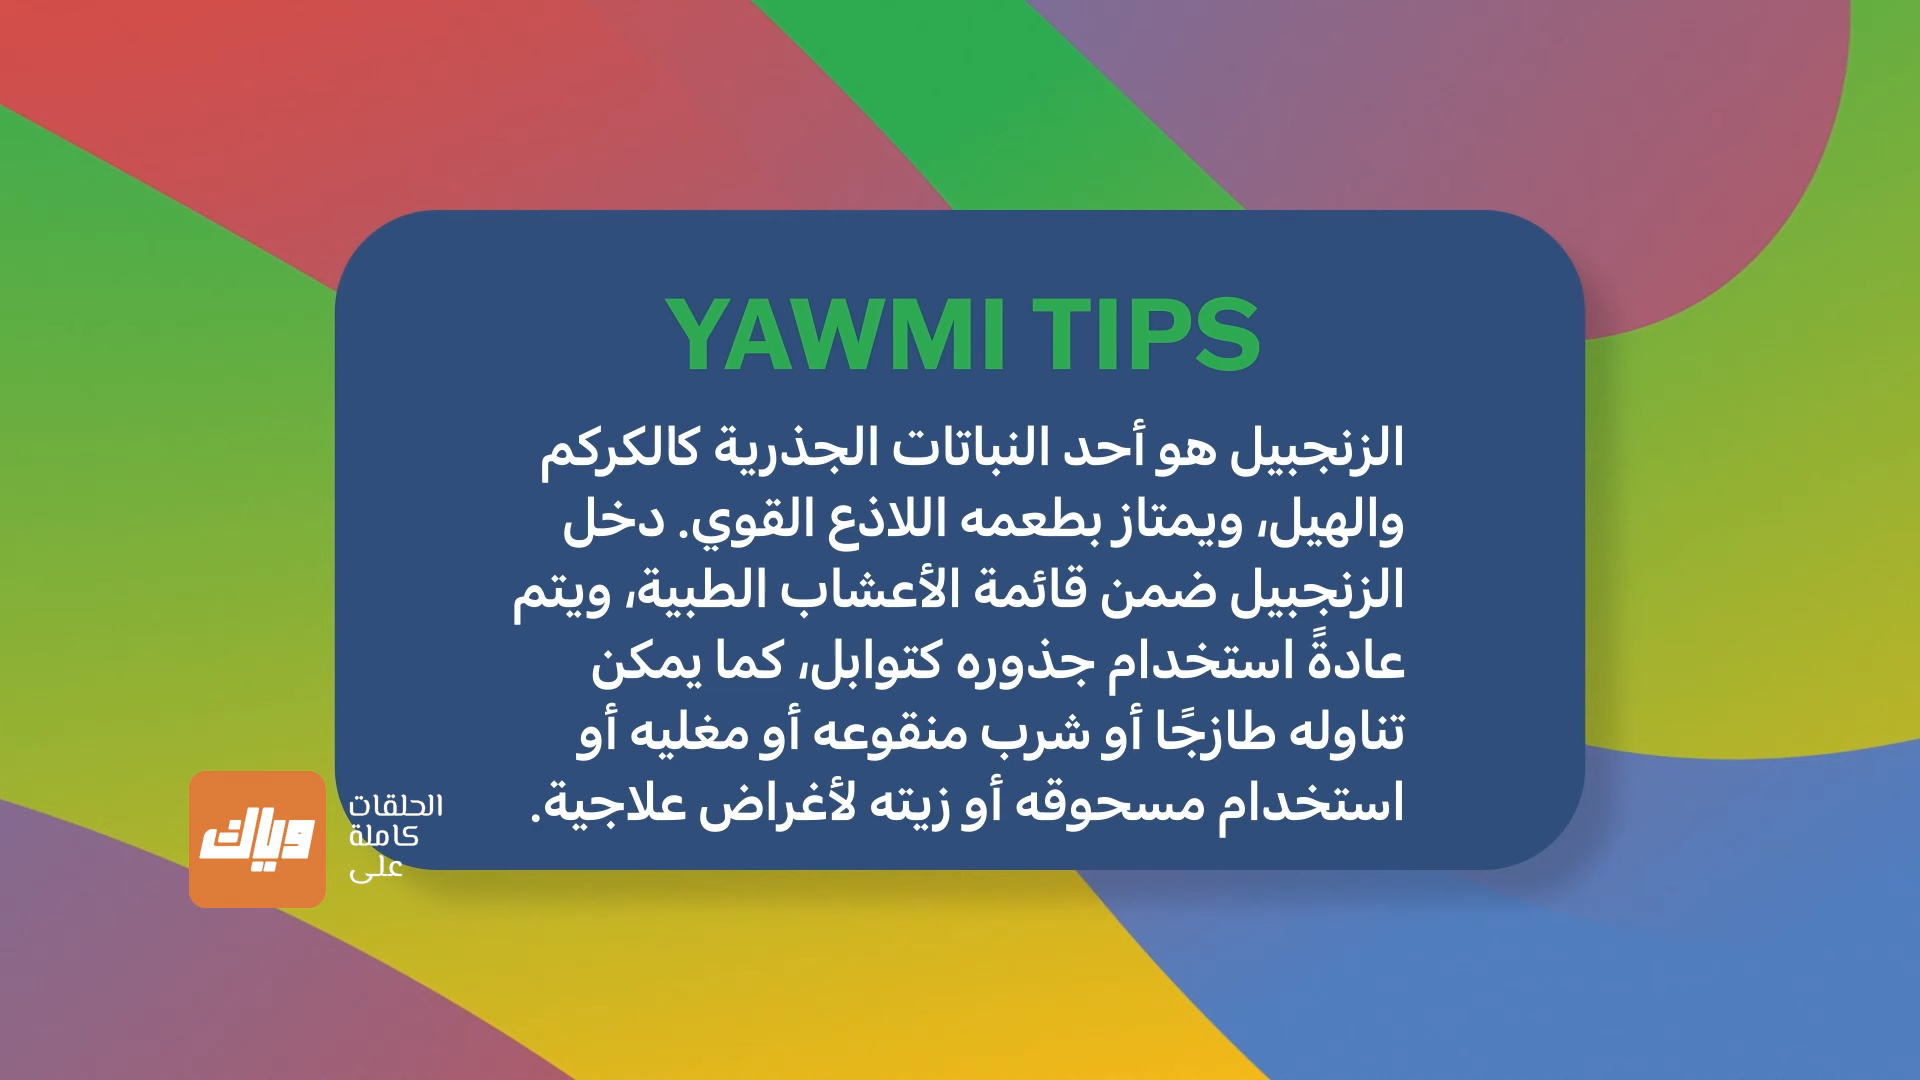 YAWMI TIPS
الزنجبيل هو أحد النباتات الجذرية كالكركم
والهيل، ويمتاز بطعمه اللاذع القوي. دخل
الزنجبيل ضمن قائمة الأعشاب الطبية، ويتم
عادةً استخدام جذوره كتوابل، كما يمكن
تناوله طازجًا أو شرب منقوعه أو مغليه أو
استخدام مسحوقه أو زيته لأغراض علاجية.
الحلقات
كاملة
على
وياك